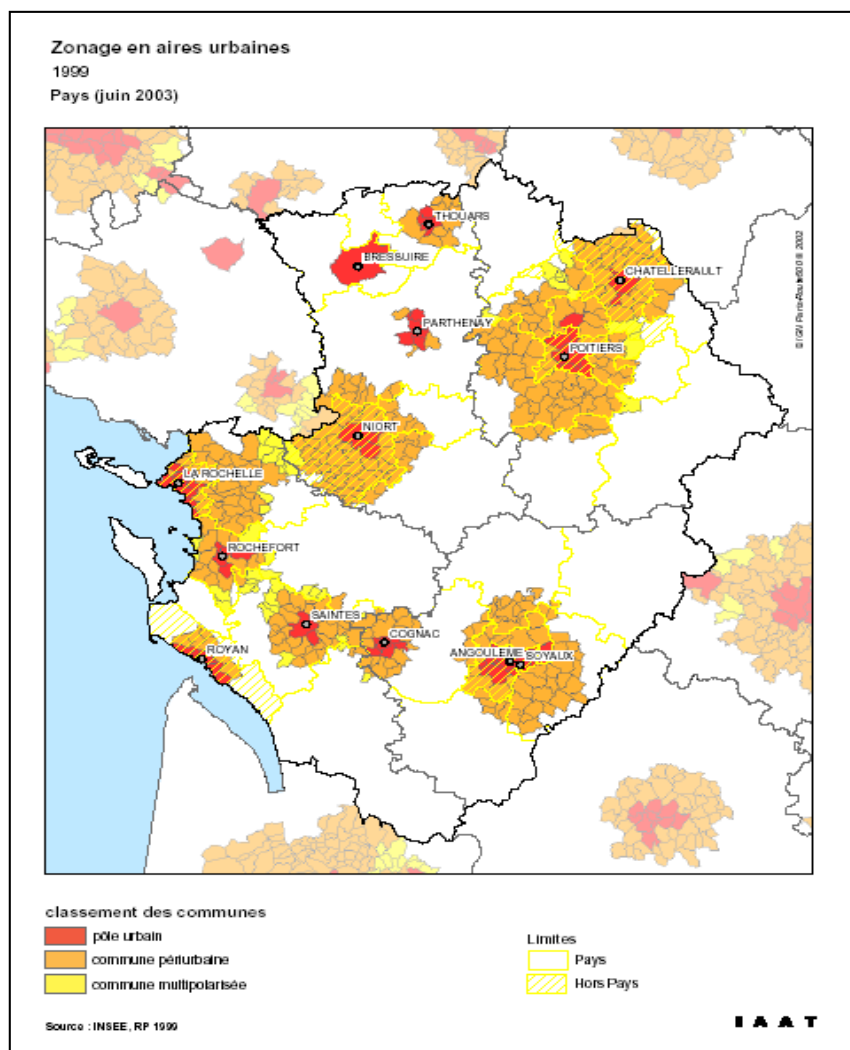 Zonage en aires urbaines
1999
Pays (juin 2003)
THOUARS
BRESSUIRE
CHATELLERAULT
PARTHENAY
POITIERS
NIORT
LA ROCHELLE
ROCHEFORT
SAINTES
COGNAC
ROYAN
ANGOULEME
SOYAUX
classement des communes
pôle urbain
commune périurbaine
commune multipolarisée
Limites
Pays
Hors Pays
Source : INSEE, RP 1999
I A A T